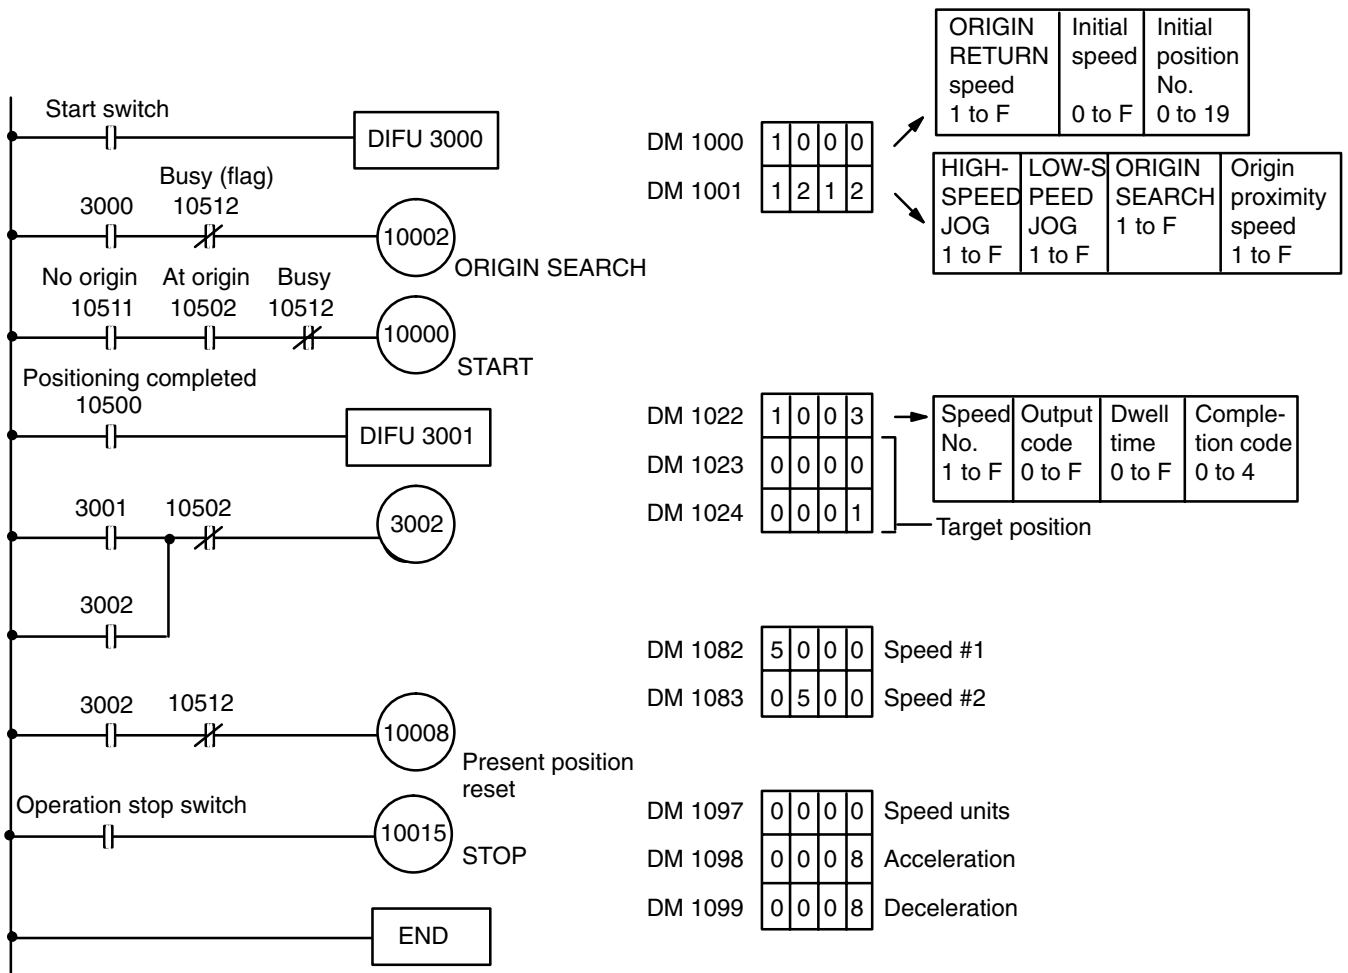 Start switch
DIFU 3000
Busy (flag)
3000 10512
10002
ORIGIN SEARCH
No origin At origin Busy
10511 10502 10512
10000
START
Positioning completed
10500
DIFU 3001
3001 10502
3002
3002
3002 10512
10008
Present position
reset
Operation stop switch
10015
STOP
END
ORIGIN
RETURN
speed
1 to F
Initial
speed
0 to F
Initial
position
No.
0 to 19
DM 1000 1 0 0 0
DM 1001 1 2 1 2
HIGH-
SPEED
JOG
1 to F
LOW-S
PEED
JOG
1 to F
ORIGIN
SEARCH
1 to F
Origin
proximity
speed
1 to F
DM 1022 1 0 0 3
DM 1023 0 0 0 0
DM 1024 0 0 0 1
Speed
No.
1 to F
Output
code
0 to F
Dwell
time
0 to F
Comple-
tion code
0 to 4
Target position
DM 1082 5 0 0 0 Speed #1
DM 1083 0 5 0 0 Speed #2
DM 1097 0 0 0 0 Speed units
DM 1098 0 0 0 8 Acceleration
DM 1099 0 0 0 8 Deceleration